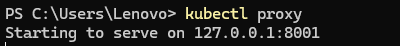 PS C:\Users\Lenovo> kubectl proxy
Starting to serve on 127.0.0.1:8001